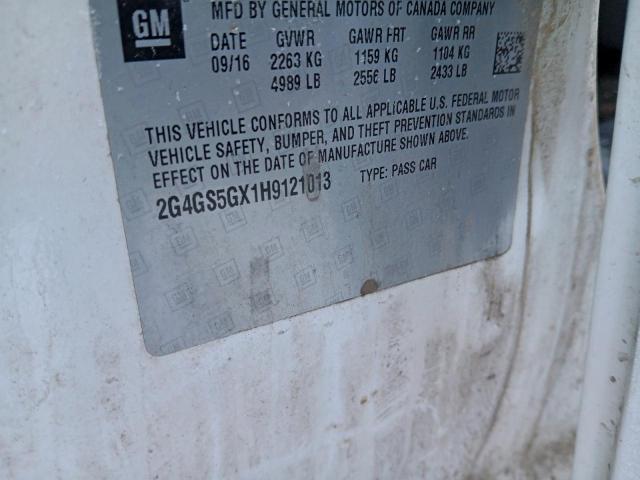 GM
MFD BY GENERAL MOTORS OF CANADA COMPANY
DATE GVWR GAWR FRT GAWR RR
09/16 2263 KG 1159 KG 1104 KG
4989 LB 2556 LB 2433 LB
THIS VEHICLE CONFORMS TO ALL APPLICABLE U.S. FEDERAL MOTOR
VEHICLE SAFETY, BUMPER, AND THEFT PREVENTION STANDARDS IN
EFFECT ON THE DATE OF MANUFACTURE SHOWN ABOVE.
2G4GS5GX1H9121013 TYPE: PASS CAR